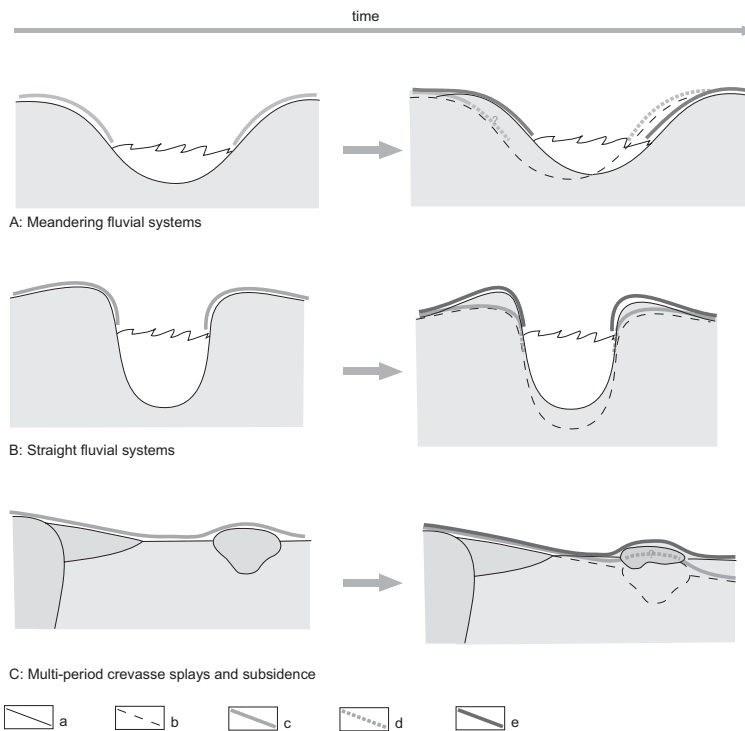 time
A: Meandering fluvial systems
B: Straight fluvial systems
C: Multi-period crevasse splays and subsidence
a
b
c
d
e